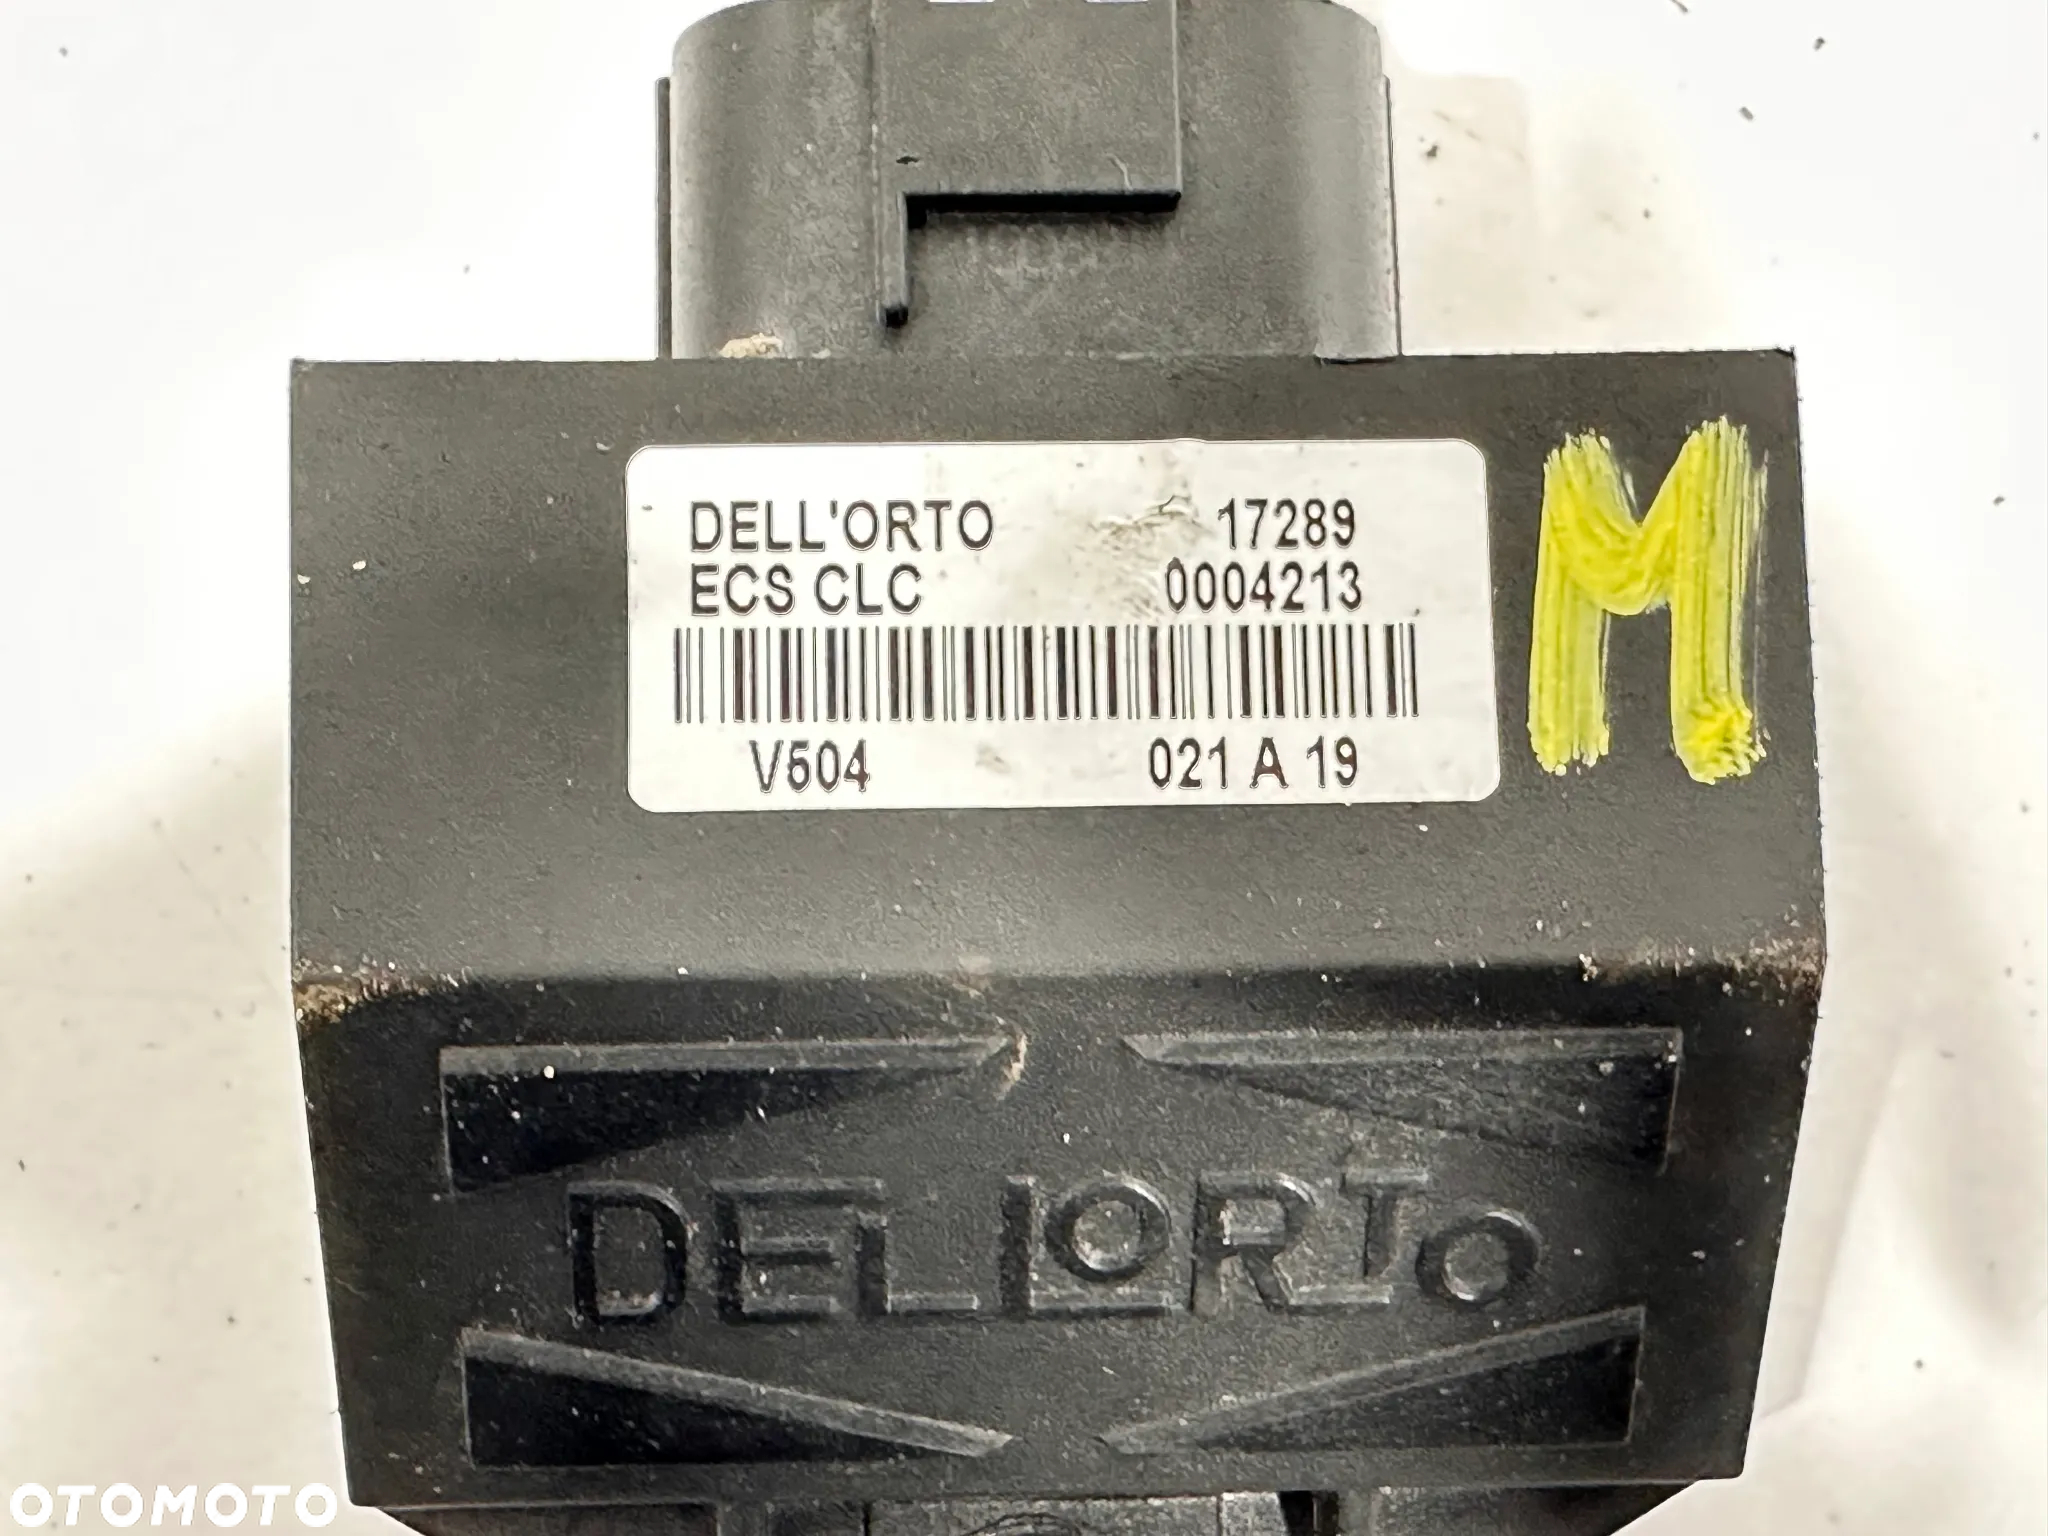 DELL'ORTO 17289
ECS CLC 0004213
V504 021 A 19
M
DELLORTO
OTOMOTO